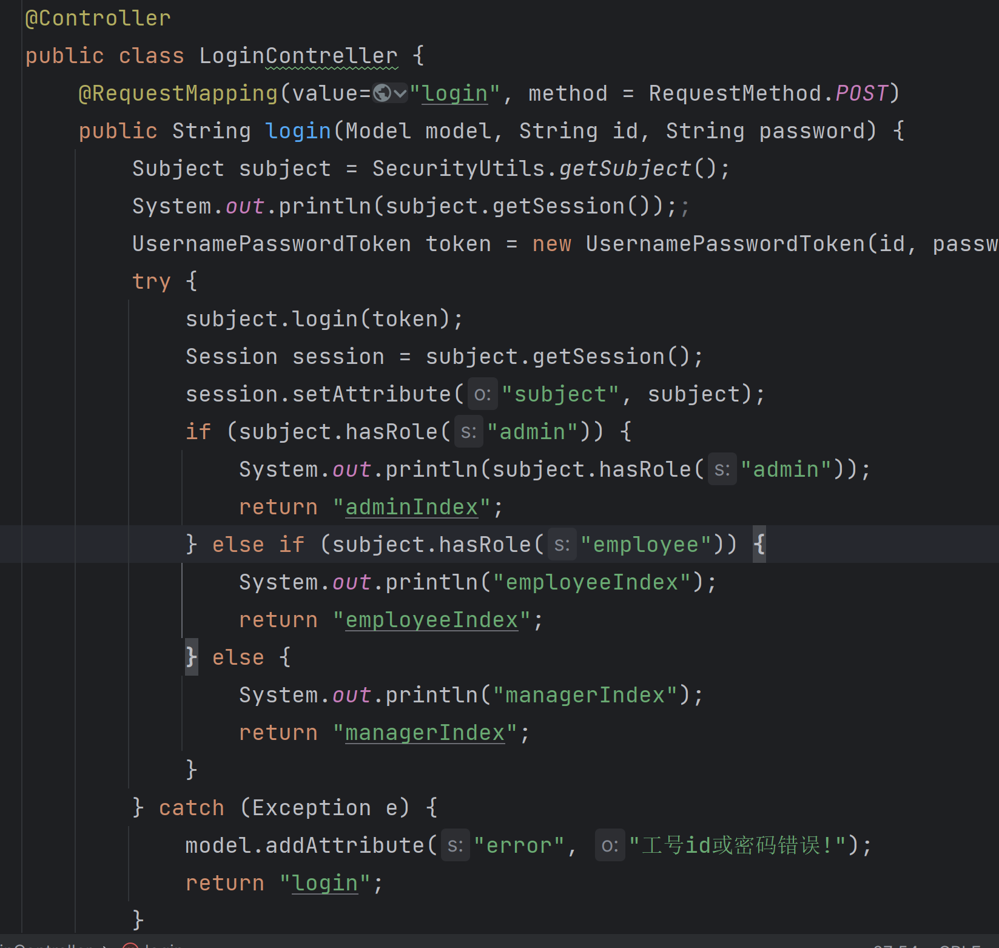 @Controller
public class LoginContreller {
@RequestMapping(value="login", method = RequestMethod.POST)
public String login(Model model, String id, String password) {
Subject subject = SecurityUtils.getSubject();
System.out.println(subject.getSession());;
UsernamePasswordToken token = new UsernamePasswordToken(id, passw
try {
subject.login(token);
Session session = subject.getSession();
session.setAttribute( o: "subject", subject);
if (subject.hasRole( s: "admin")) {
System.out.println(subject.hasRole( s: "admin"));
return "adminIndex";
} else if (subject.hasRole( s: "employee")) {
System.out.println("employeeIndex");
return "employeeIndex";
} else {
System.out.println("managerIndex");
return "managerIndex";
}
} catch (Exception e) {
model.addAttribute( s: "error", o: "工号id或密码错误!");
return "login";
}